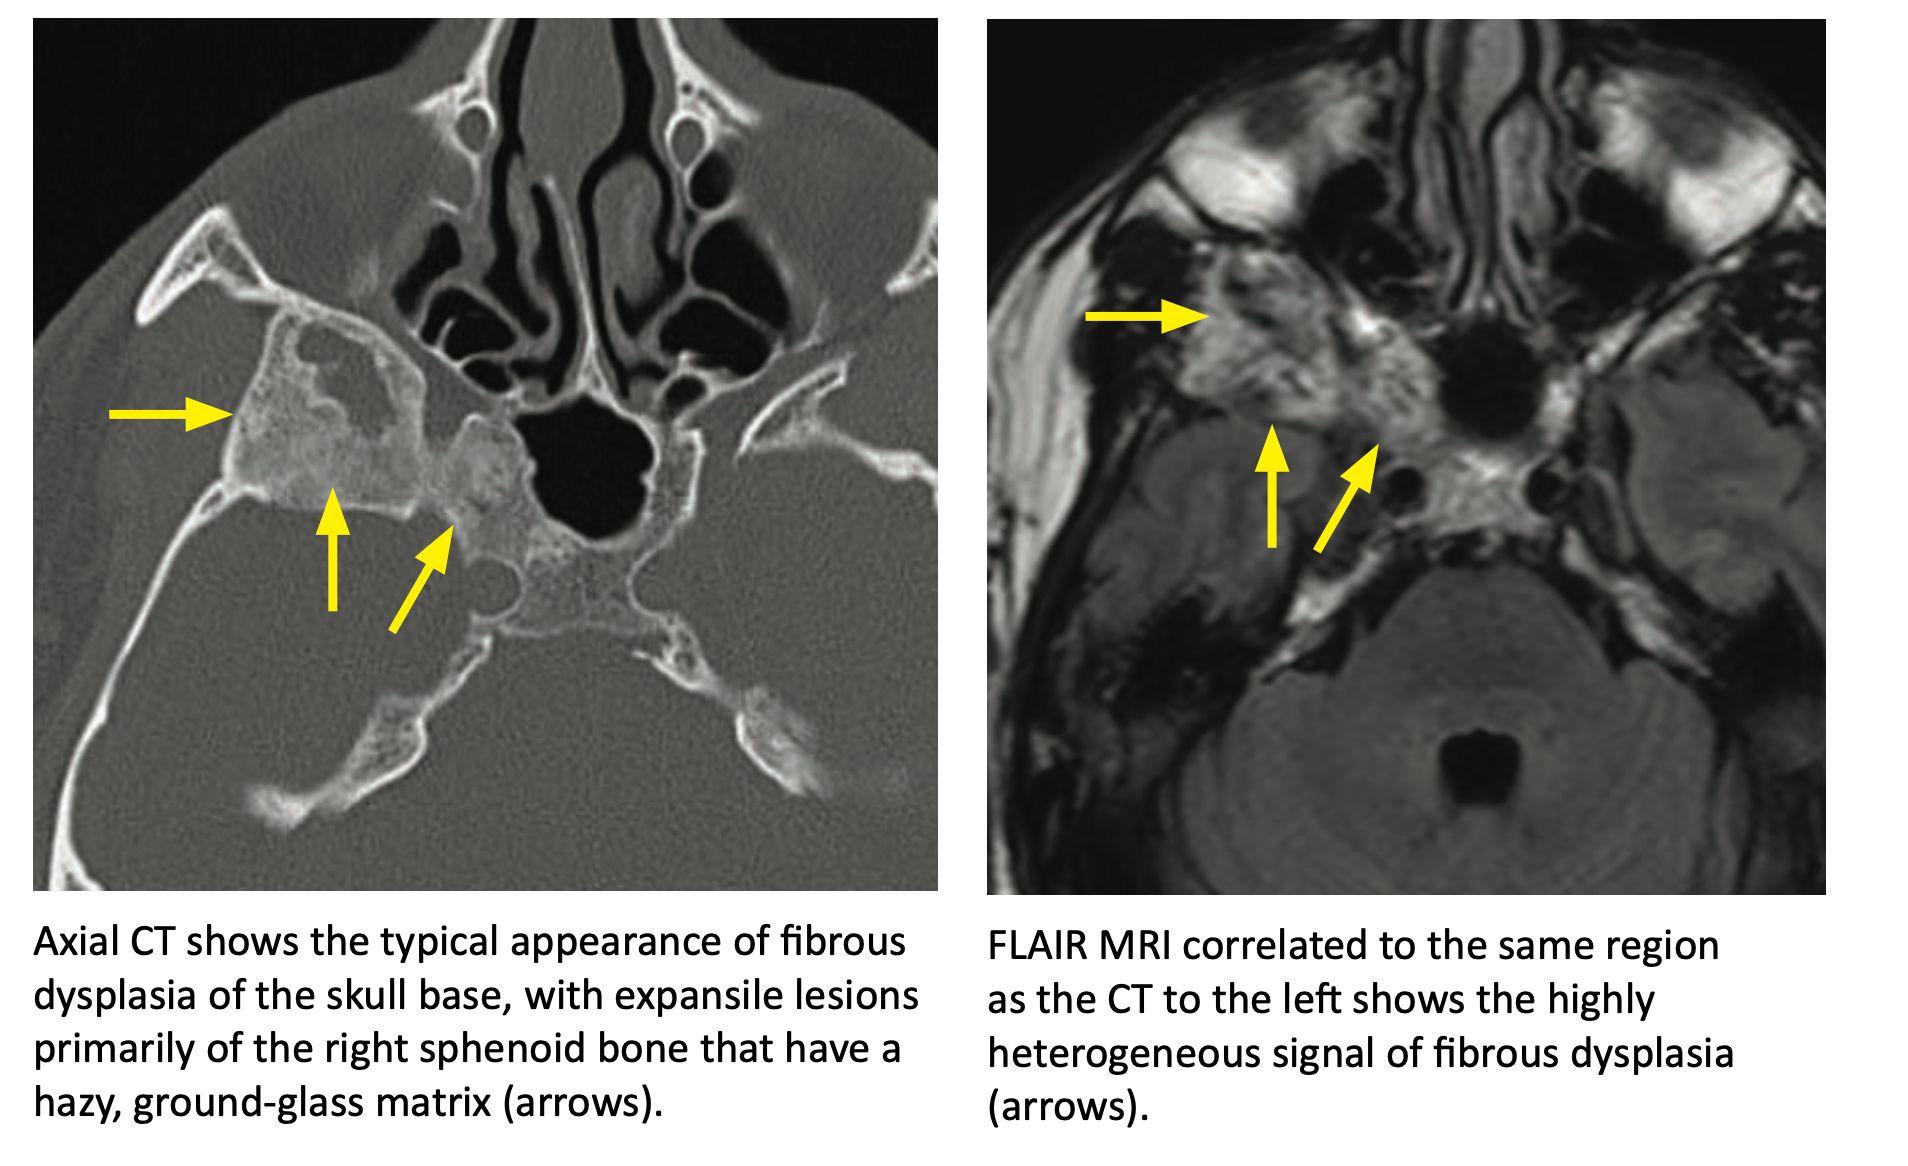 Axial CT shows the typical appearance of fibrous
dysplasia of the skull base, with expansile lesions
primarily of the right sphenoid bone that have a
hazy, ground-glass matrix (arrows).
FLAIR MRI correlated to the same region
as the CT to the left shows the highly
heterogeneous signal of fibrous dysplasia
(arrows).